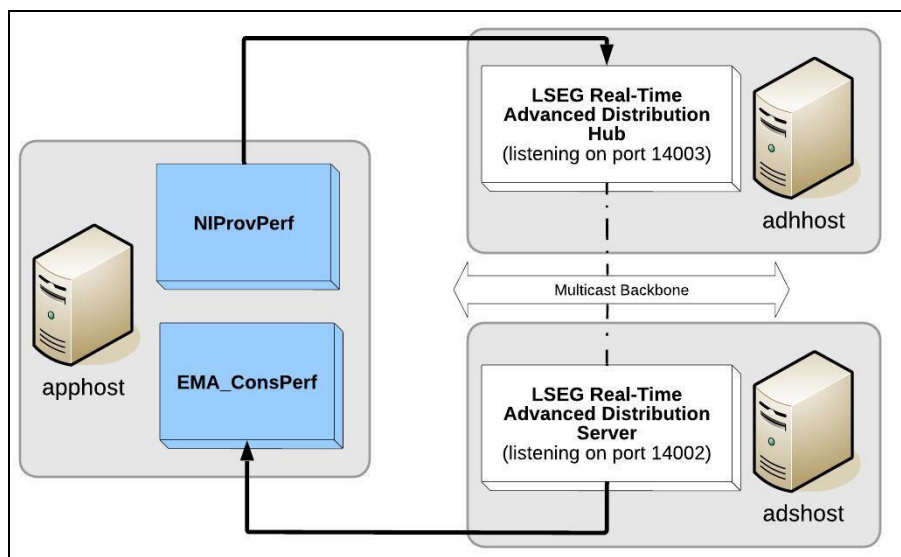 LSEG Real-Time
Advanced Distribution
Hub
(listening on port 14003)
adhhost
NIProvPerf
apphost
EMA_ConsPerf
Multicast Backbone
LSEG Real-Time
Advanced Distribution
Server
(listening on port 14002)
adshost